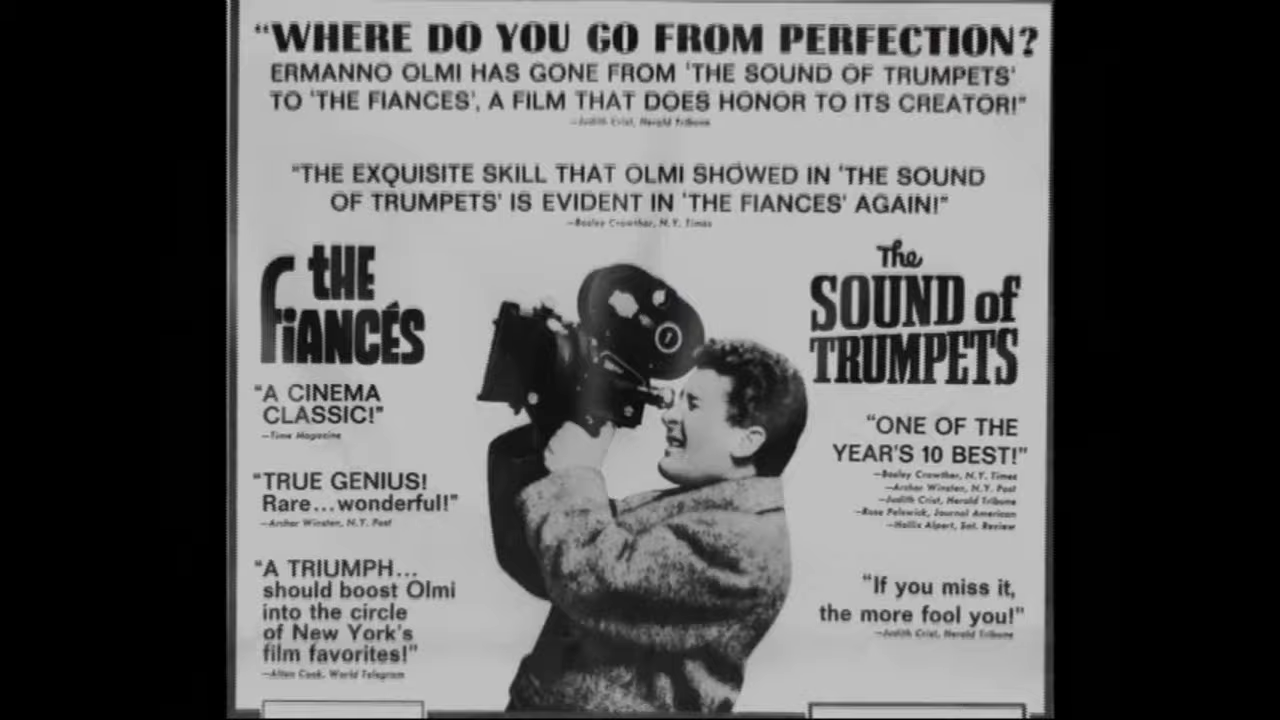 “WHERE DO YOU GO FROM PERFECTION?
ERMANNO OLMI HAS GONE FROM ‘THE SOUND OF TRUMPETS’
TO ‘THE FIANCES’, A FILM THAT DOES HONOR TO ITS CREATOR!”
—Judith Crist, Herald Tribune
“THE EXQUISITE SKILL THAT OLMI SHOWED IN ‘THE SOUND
OF TRUMPETS’ IS EVIDENT IN ‘THE FIANCES’ AGAIN!”
—Bosley Crowther, N.Y. Times
THE
FIANCÉS
“A CINEMA
CLASSIC!”
—Time Magazine
“TRUE GENIUS!
Rare...wonderful!”
—Archer Winsten, N.Y. Post
“A TRIUMPH...
should boost Olmi
into the circle
of New York's
film favorites!”
—Alton Cook, World Telegram
The
SOUND of
TRUMPETS
“ONE OF THE
YEAR'S 10 BEST!”
—Bosley Crowther, N.Y. Times
—Archer Winsten, N.Y. Post
—Judith Crist, Herald Tribune
—Rose Pelswick, Journal American
—Hollis Alpert, Sat. Review
“If you miss it,
the more fool you!”
—Judith Crist, Herald Tribune